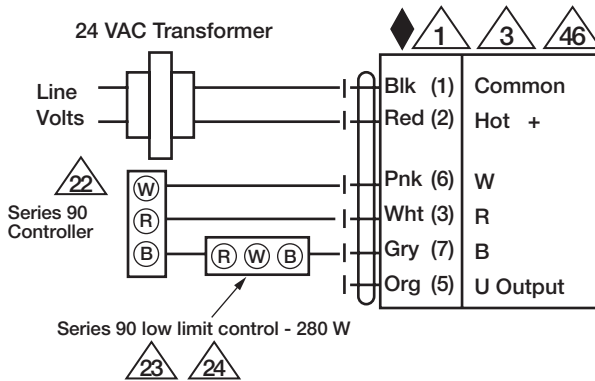 24 VAC Transformer
1 3 46
Line
Volts
Blk (1) Common
Red (2) Hot +
22
Series 90
Controller
W
R
B
R W B
Pnk (6) W
Wht (3) R
Gry (7) B
Org (5) U Output
Series 90 low limit control - 280 W
23 24